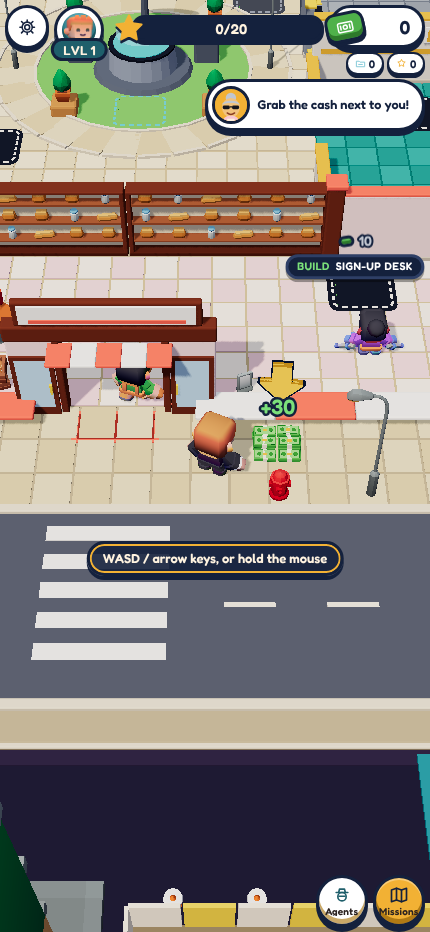 LVL 1
0/20
0
0
0
Grab the cash next to you!
10
BUILD SIGN-UP DESK
+30
WASD / arrow keys, or hold the mouse
Agents
Missions